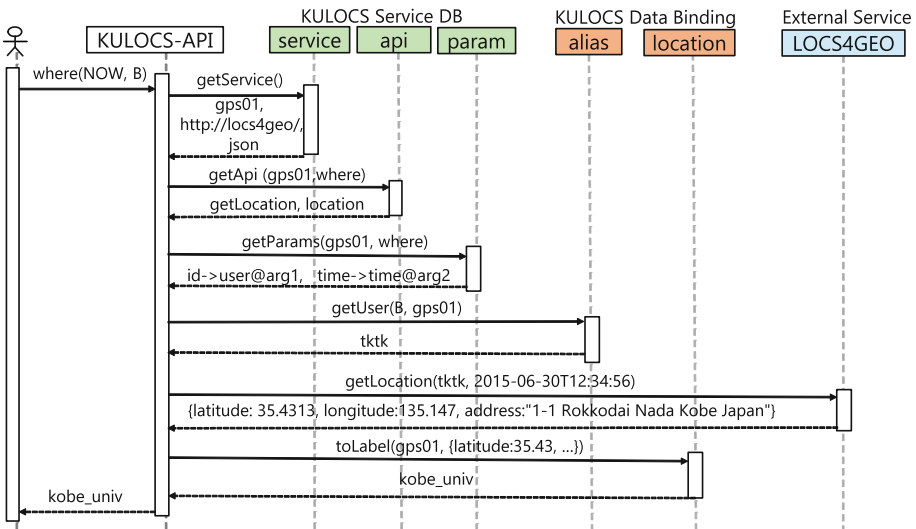 KULOCS Service DB
KULOCS Data Binding
External Service
KULOCS-API
service
api
param
alias
location
LOCS4GEO
where(NOW, B)
getService()
gps01,
http://locs4geo/,
json
getApi (gps01,where)
getLocation, location
getParams(gps01, where)
id->user@arg1, time->time@arg2
getUser(B, gps01)
tktk
getLocation(tktk, 2015-06-30T12:34:56)
{latitude: 35.4313, longitude:135.147, address:"1-1 Rokkodai Nada Kobe Japan"}
toLabel(gps01, {latitude:35.43, ...})
kobe_univ
kobe_univ